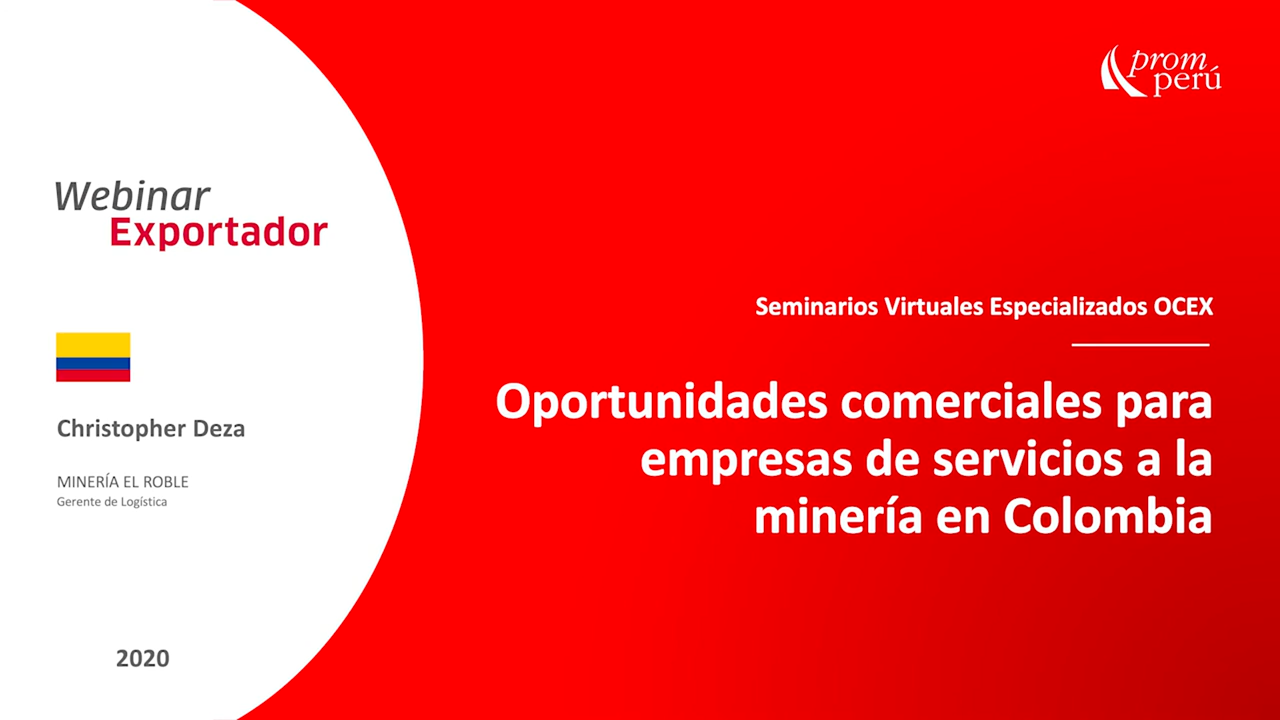 Webinar
Exportador
Christopher Deza
MINERÍA EL ROBLE
Gerente de Logística
2020
prom
perú
Seminarios Virtuales Especializados OCEX
Oportunidades comerciales para
empresas de servicios a la
minería en Colombia